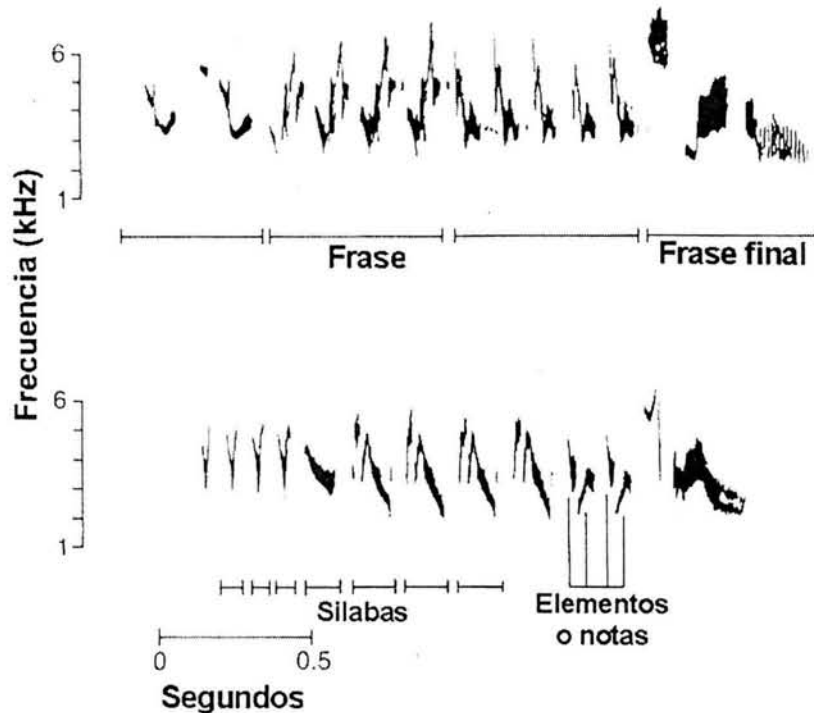 Frecuencia (kHz)
6
1
Frase
Frase final
6
1
Silabas
Elementos
o notas
0
0.5
Segundos